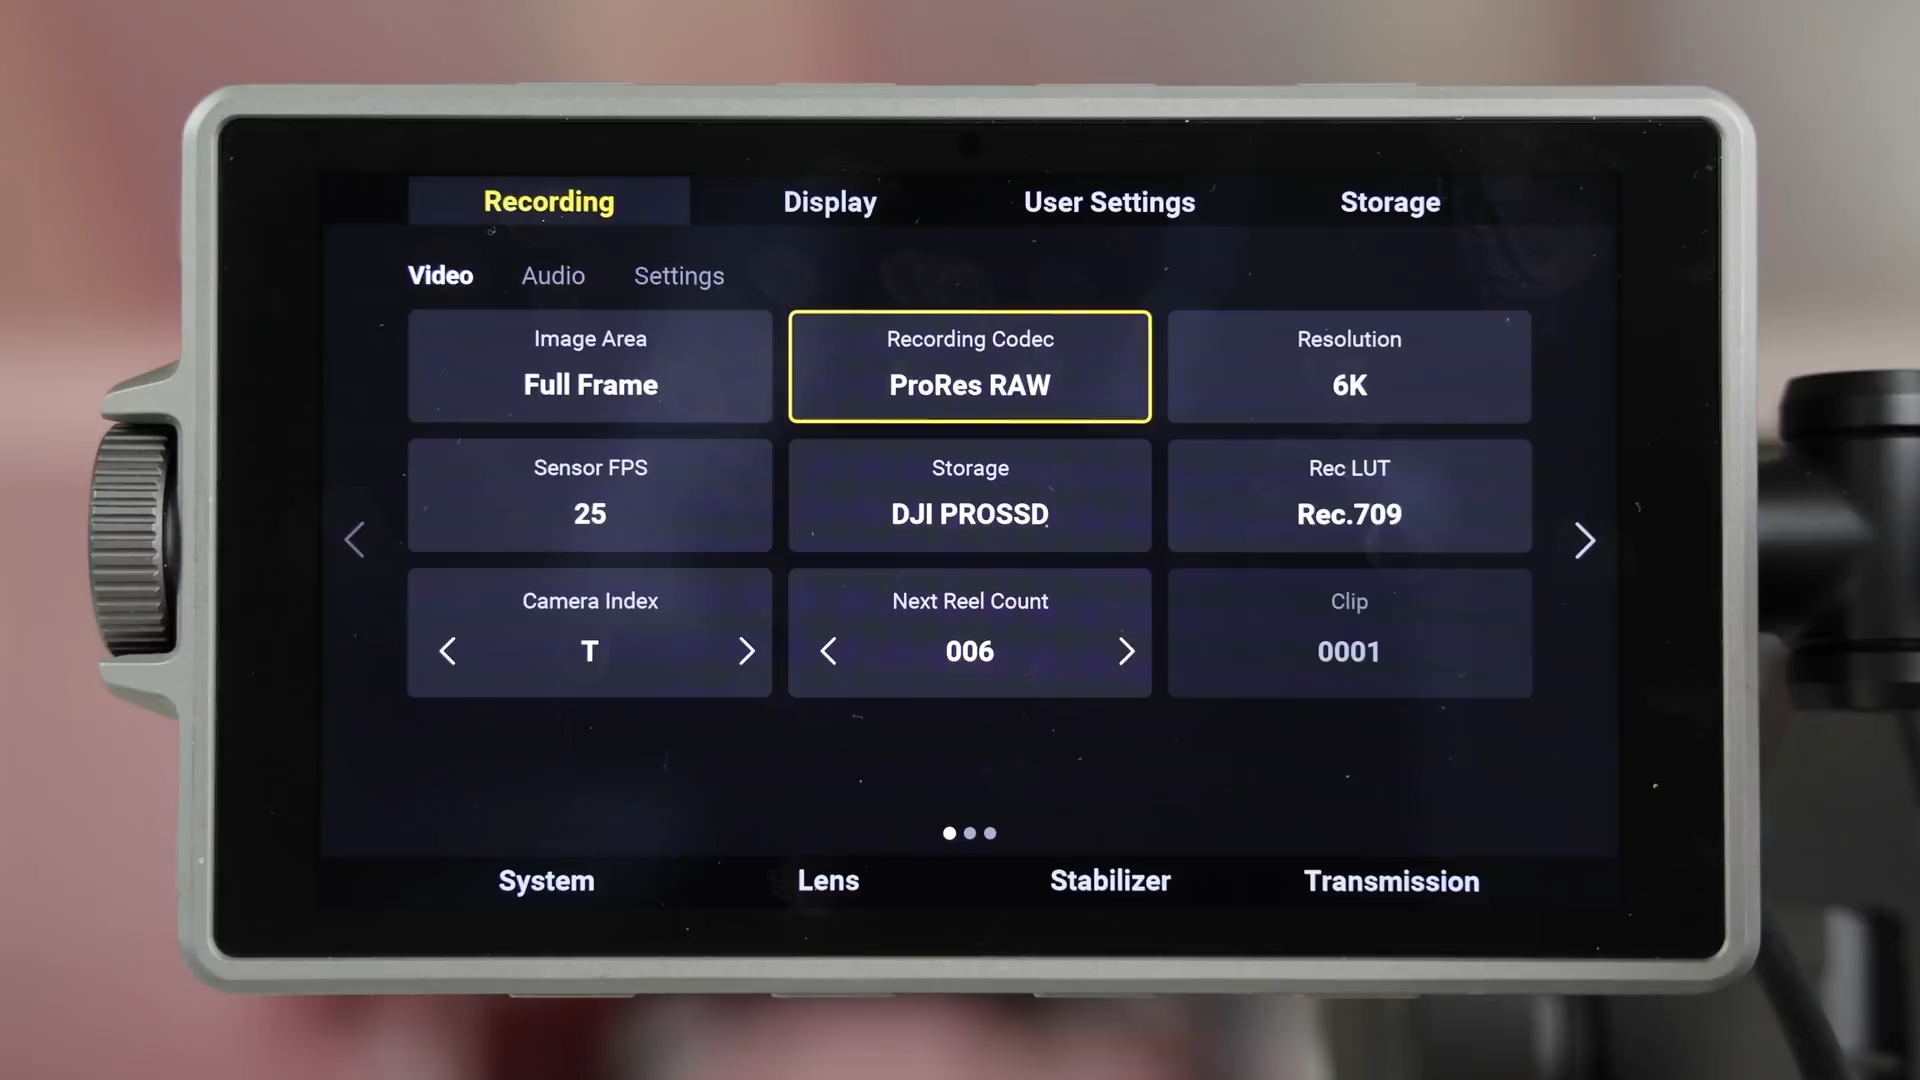 Recording Display User Settings Storage
Video Audio Settings
Image Area
Full Frame
Recording Codec
ProRes RAW
Resolution
6K
Sensor FPS
25
Storage
DJI PROSSD
Rec LUT
Rec.709
Camera Index
T
Next Reel Count
006
Clip
0001
System Lens Stabilizer Transmission